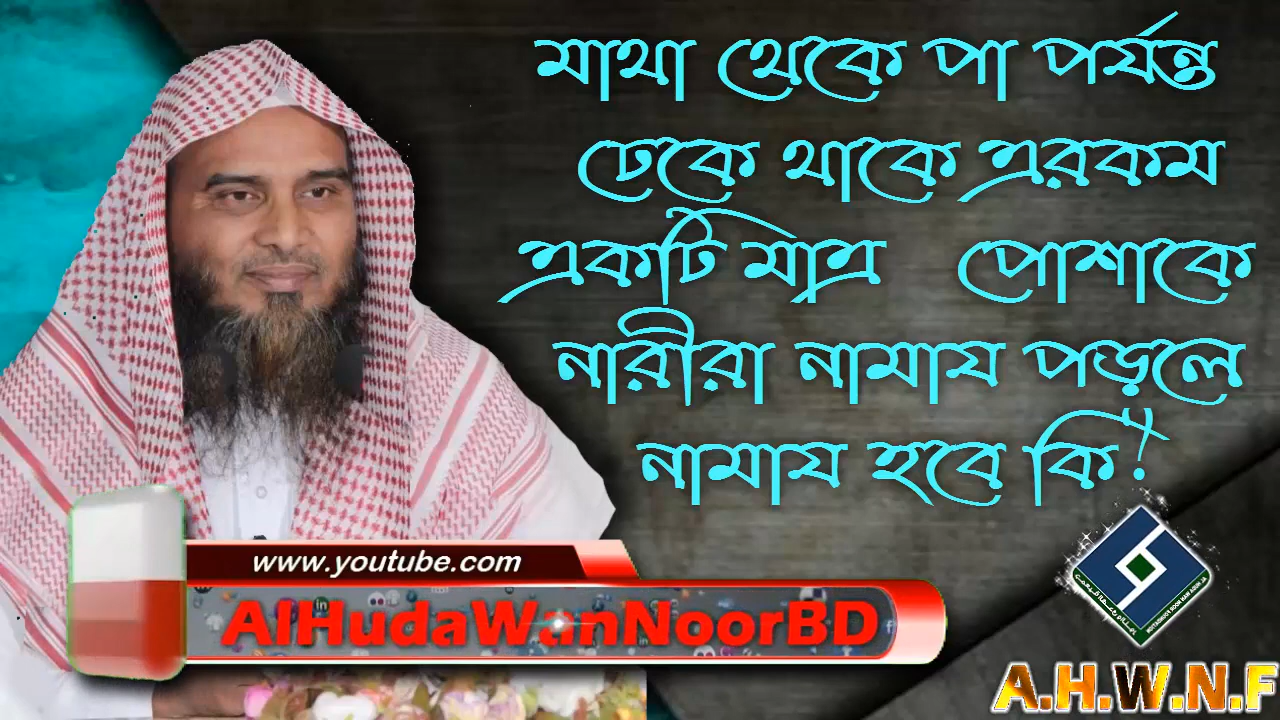 মাথা থেকে পা পর্যন্ত
ঢেকে থাকে এরকম
একটি মাত্র পোশাকে
নারীরা নামায পড়লে
নামায হবে কি?
www.youtube.com
AlHudaWanNoorBD
A.H.W.N.F